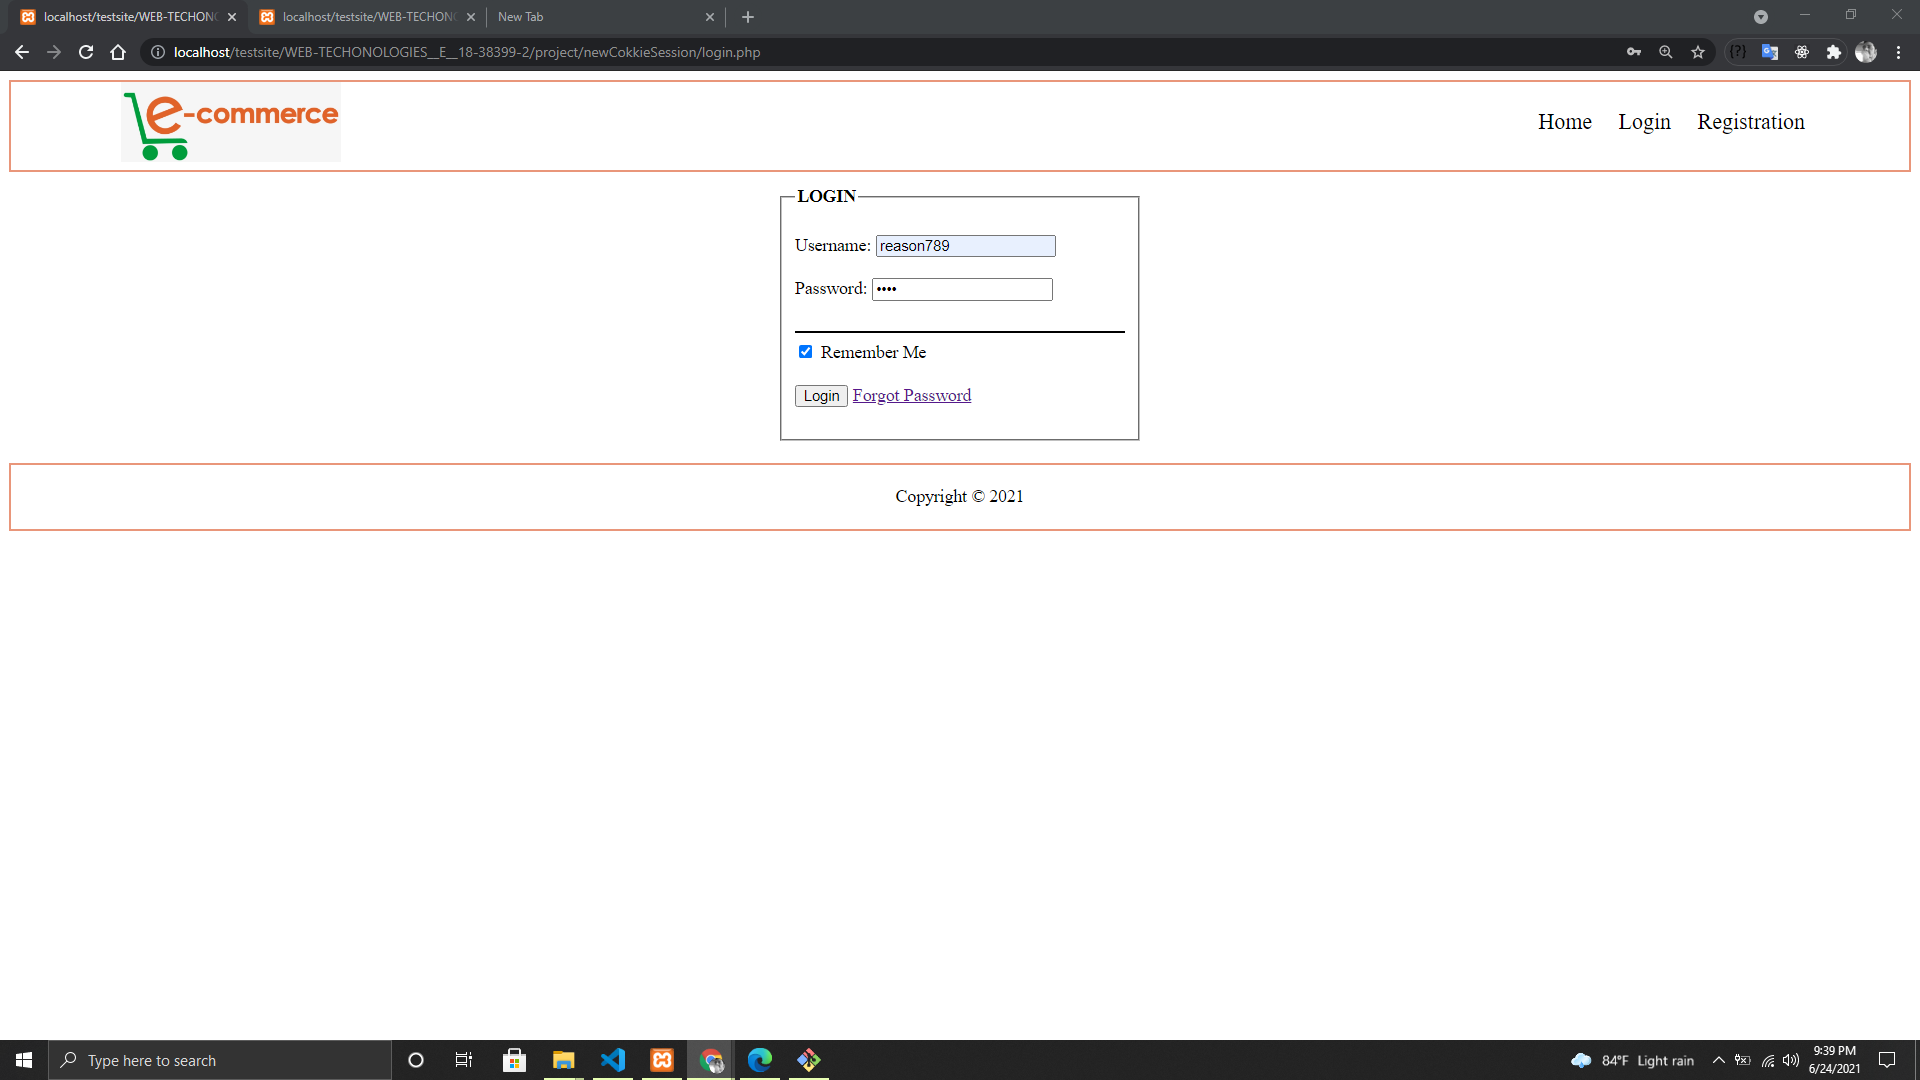 localhost/testsite/WEB-TECHONO
localhost/testsite/WEB-TECHONO
New Tab
localhost/testsite/WEB-TECHONOLOGIES__E__18-38399-2/project/newCokkieSession/login.php
{?}
e-commerce
Home Login Registration
LOGIN
Username: reason789
Password: ••••
Remember Me
Login Forgot Password
Copyright © 2021
Type here to search
84°F Light rain
9:39 PM
6/24/2021